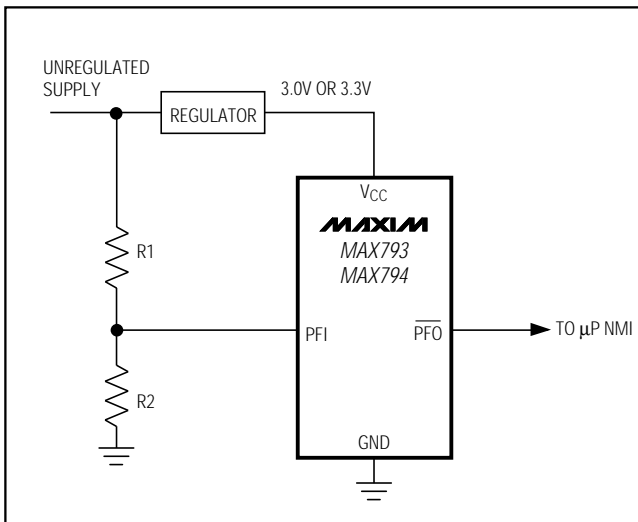 UNREGULATED
SUPPLY
3.0V OR 3.3V
REGULATOR
VCC
MAXIM
MAX793
MAX794
R1
PFI
P̅F̅O̅
TO µP NMI
R2
GND